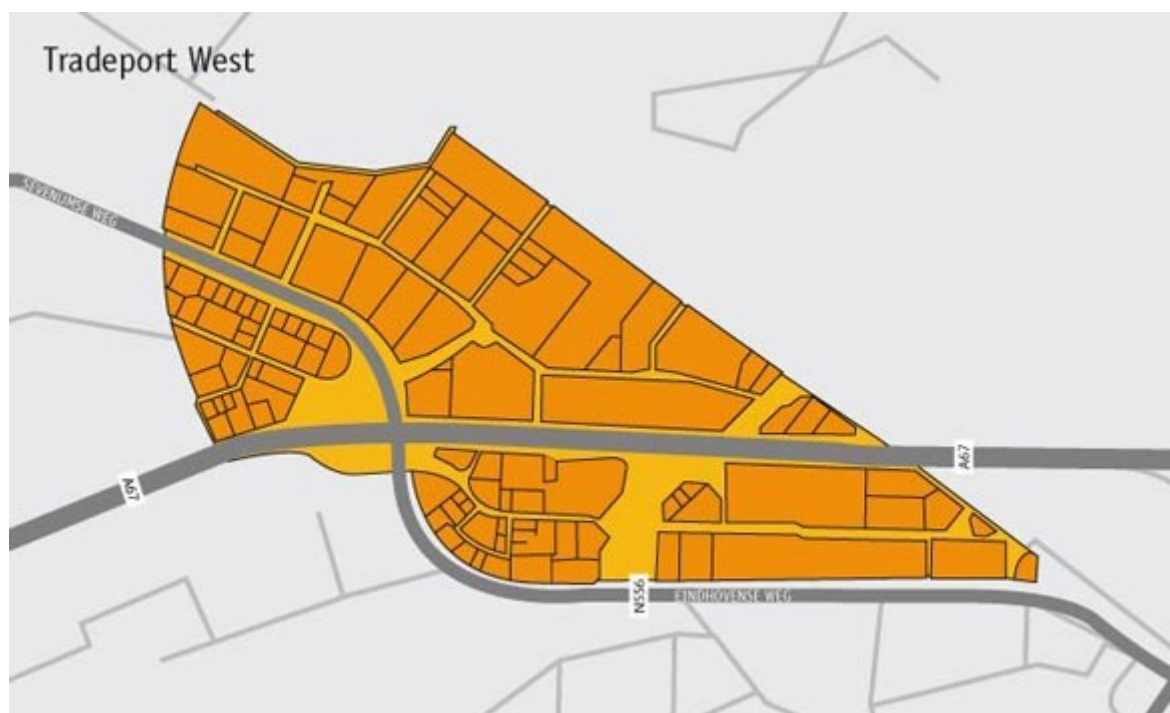 Tradeport West
SEVENUMSE WEG
A67
A67
N556
EINDHOVENSE WEG